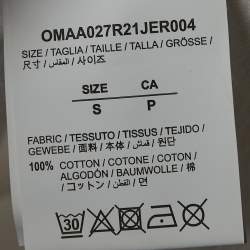 OMAA027R21JER004
SIZE / TAGLIA / TAILLE / TALLA / GRÖSSE /
尺寸 / المقاس / 사이즈
SIZE CA
S P
FABRIC / TESSUTO / TISSUS / TEJIDO /
GEWEBE / 面料 / 本体 / قماش / 원단
100% COTTON / COTONE / COTON /
ALGODÓN / BAUMWOLLE / 棉
/ コットン / القطن / 면
30